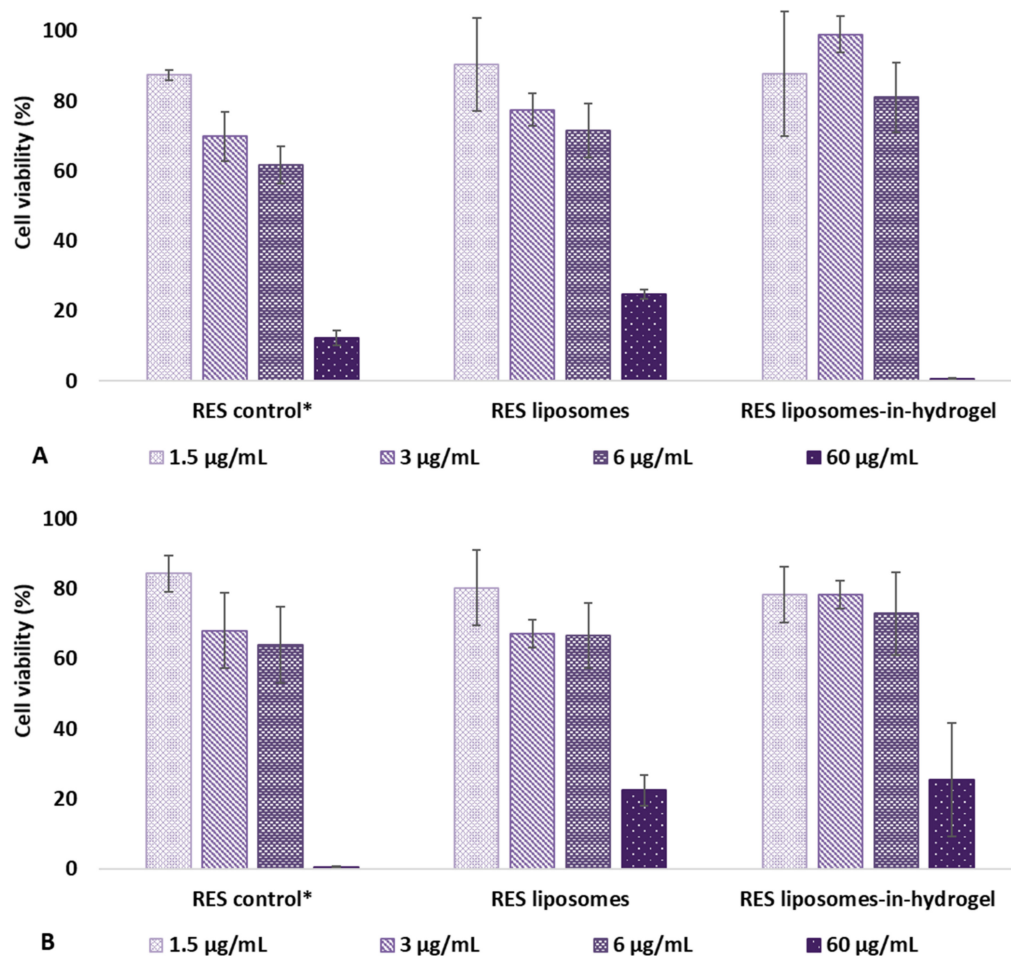 100
80
60
40
20
0
Cell viability (%)
RES control* RES liposomes RES liposomes-in-hydrogel
A 1.5 µg/mL 3 µg/mL 6 µg/mL 60 µg/mL
100
80
60
40
20
0
Cell viability (%)
RES control* RES liposomes RES liposomes-in-hydrogel
B 1.5 µg/mL 3 µg/mL 6 µg/mL 60 µg/mL